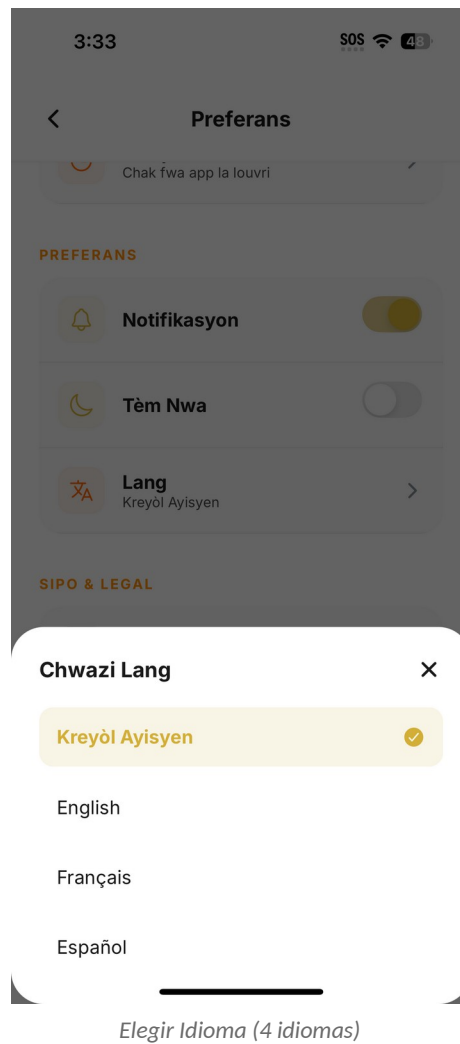 3:33
SOS
48
Preferans
Chak fwa app la louvri
PREFERANS
Notifikasyon
Tèm Nwa
Lang
Kreyòl Ayisyen
SIPO & LEGAL
Chwazi Lang
Kreyòl Ayisyen
English
Français
Español
Elegir Idioma (4 idiomas)